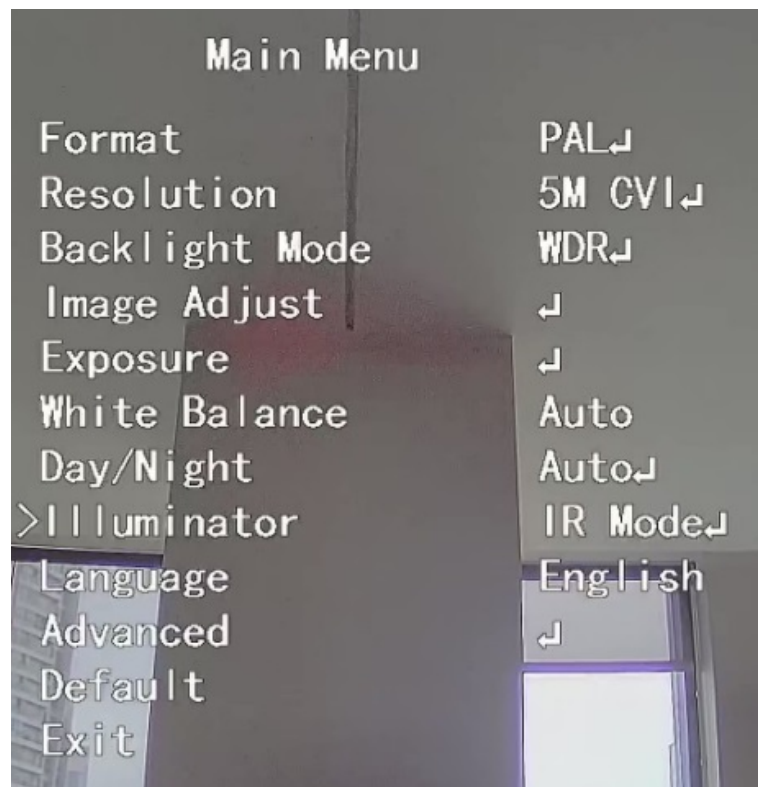 Main Menu
Format PAL↵
Resolution 5M CVI↵
Backlight Mode WDR↵
Image Adjust ↵
Exposure ↵
White Balance Auto
Day/Night Auto↵
>Illuminator IR Mode↵
Language English
Advanced ↵
Default
Exit